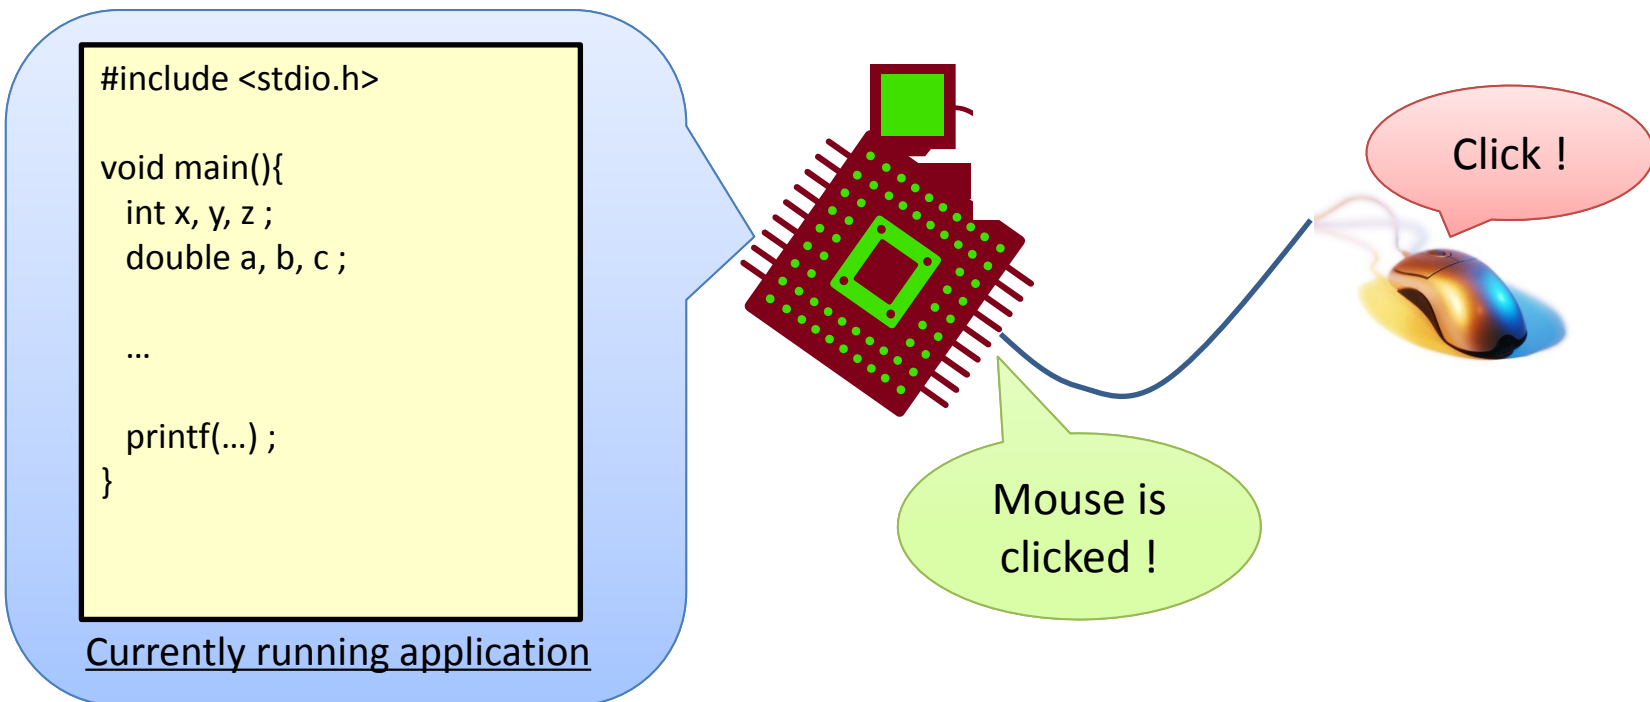 #include <stdio.h>
void main(){
int x, y, z ;
double a, b, c ;
…
printf(…) ;
}
Currently running application
Click !
Mouse is
clicked !